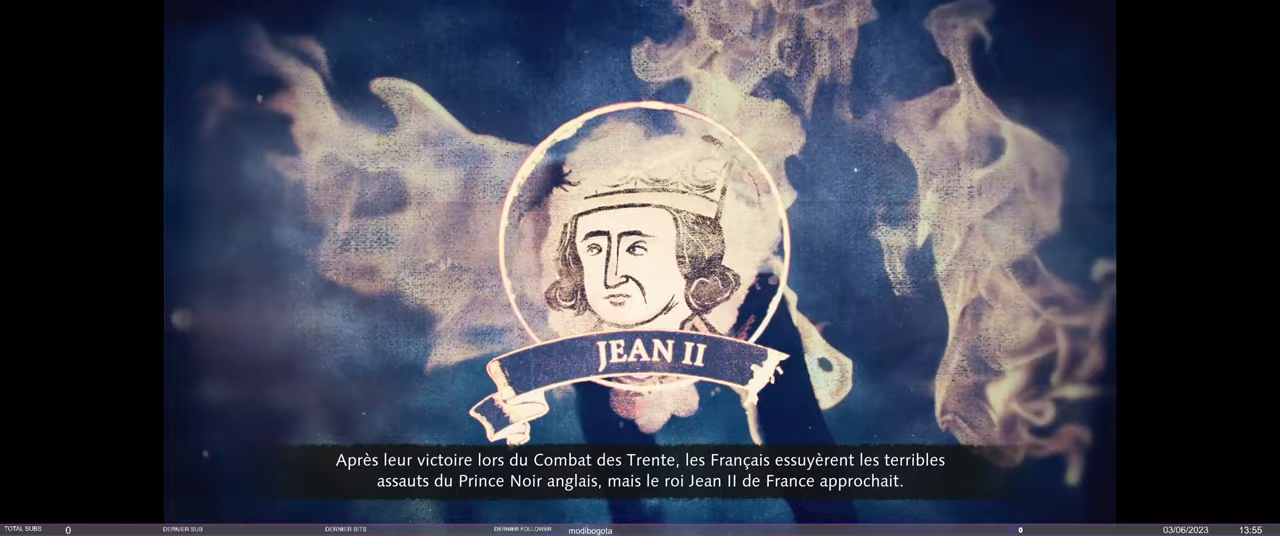 JEAN II
Après leur victoire lors du Combat des Trente, les Français essuyèrent les terribles
assauts du Prince Noir anglais, mais le roi Jean II de France approchait.
TOTAL SUBS 0 DERNIER SUB DERNIER BITS DERNIER FOLLOWER modibogota 0 03/06/2023 13:55